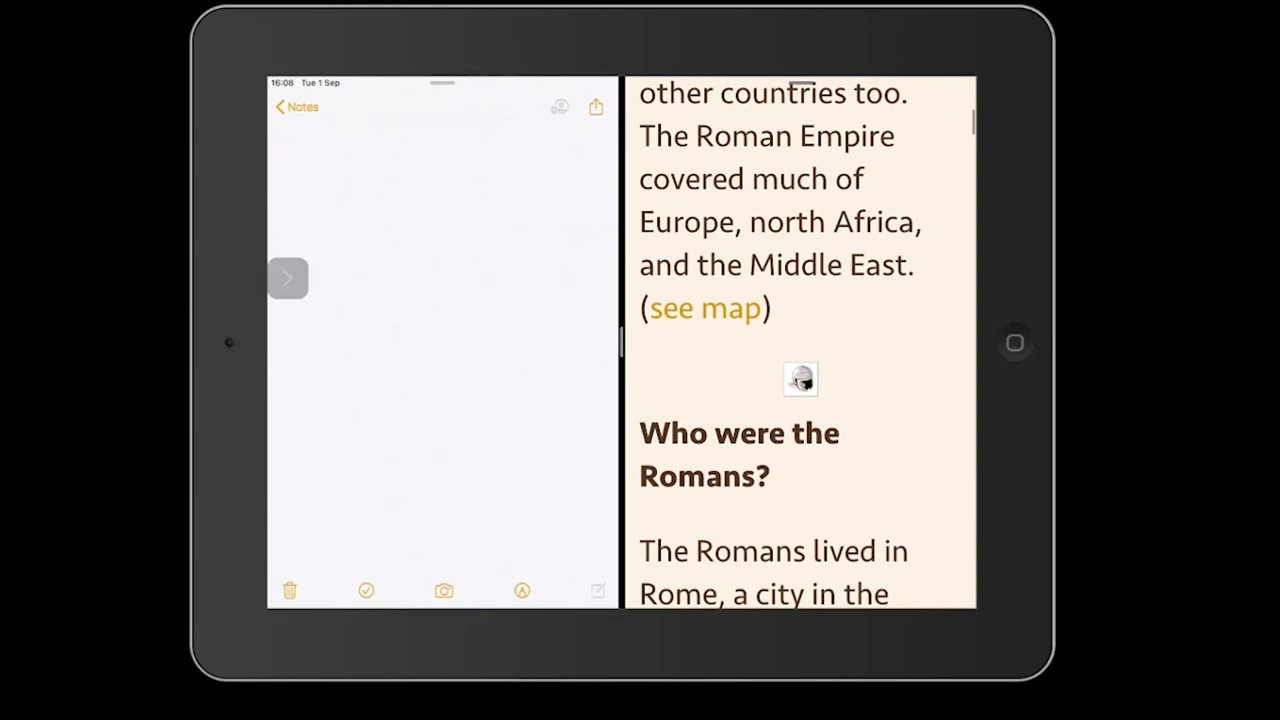 16:08 Tue 1 Sep
Notes
other countries too.
The Roman Empire
covered much of
Europe, north Africa,
and the Middle East.
(see map)
Who were the
Romans?
The Romans lived in
Rome, a city in the